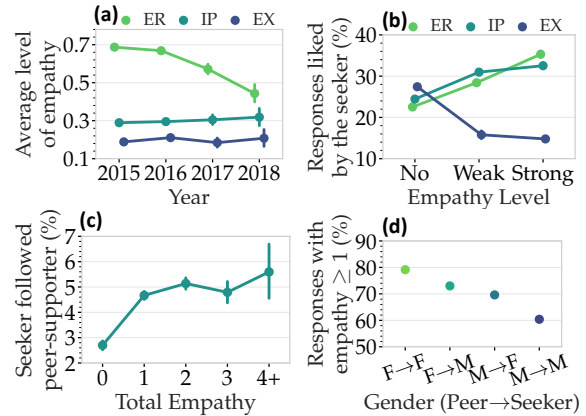 ER IP EX
(a)
Average level
of empathy
0.7
0.5
0.3
0.1
2015 2016 2017 2018
Year
(b)
Responses liked
by the seeker (%)
40
30
20
10
No Weak Strong
Empathy Level
(c)
Seeker followed
peer-supporter (%)
7
6
5
4
3
2
0 1 2 3 4+
Total Empathy
(d)
Responses with
empathy ≥ 1 (%)
90
80
70
60
50
F→F F→M M→F M→M
Gender (Peer→Seeker)